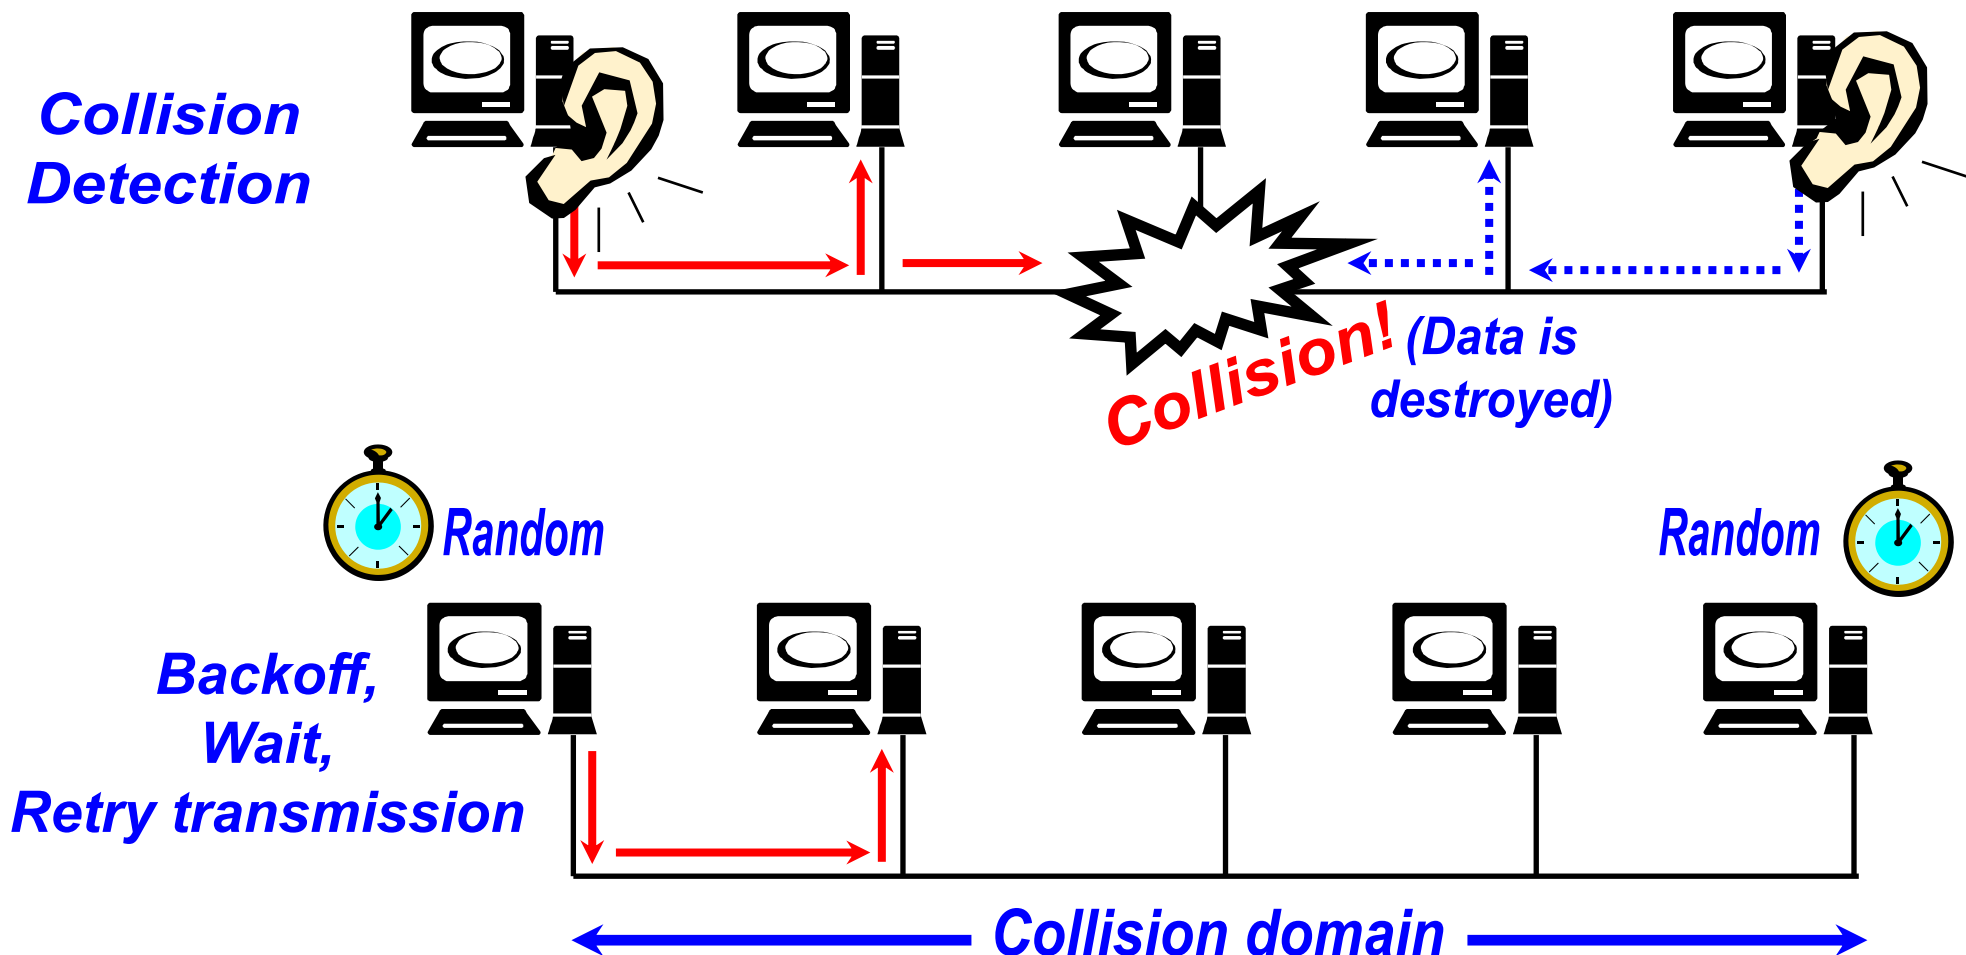 Collision
Detection
Collision!
(Data is
destroyed)
Random
Random
Backoff,
Wait,
Retry transmission
Collision domain